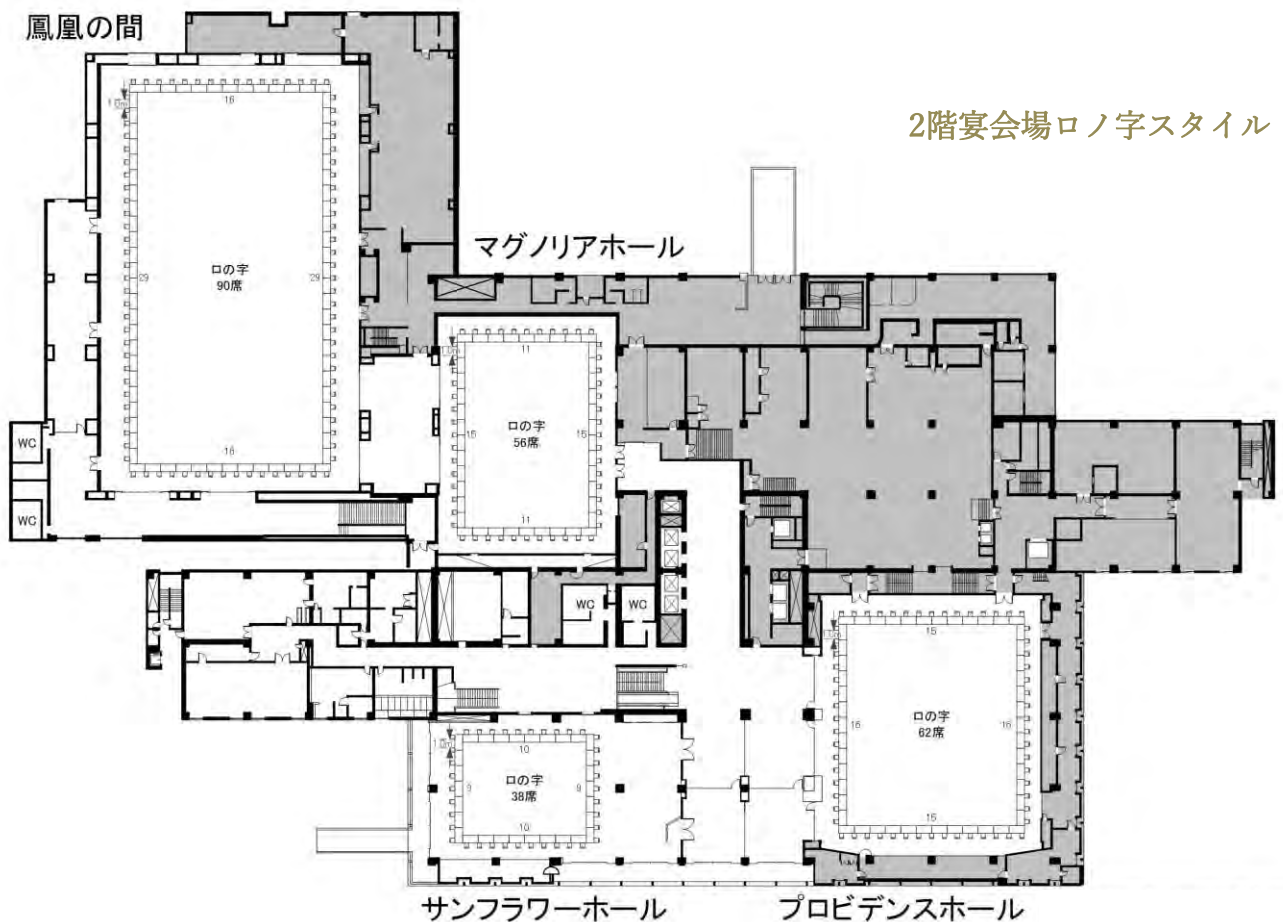 鳳凰の間
2階宴会場ロノ字スタイル
マグノリアホール
16
ロの字
90席
29
29
16
WC
WC
11
ロの字
56席
15
15
11
WC
WC
15
ロの字
62席
16
16
15
10
ロの字
38席
9
9
10
サンフラワーホール
プロビデンスホール